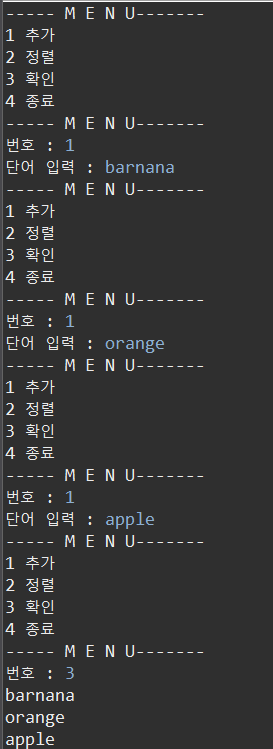 ----- M E N U-------
1 추가
2 정렬
3 확인
4 종료
----- M E N U-------
번호 : 1
단어 입력 : barnana
----- M E N U-------
1 추가
2 정렬
3 확인
4 종료
----- M E N U-------
번호 : 1
단어 입력 : orange
----- M E N U-------
1 추가
2 정렬
3 확인
4 종료
----- M E N U-------
번호 : 1
단어 입력 : apple
----- M E N U-------
1 추가
2 정렬
3 확인
4 종료
----- M E N U-------
번호 : 3
barnana
orange
apple